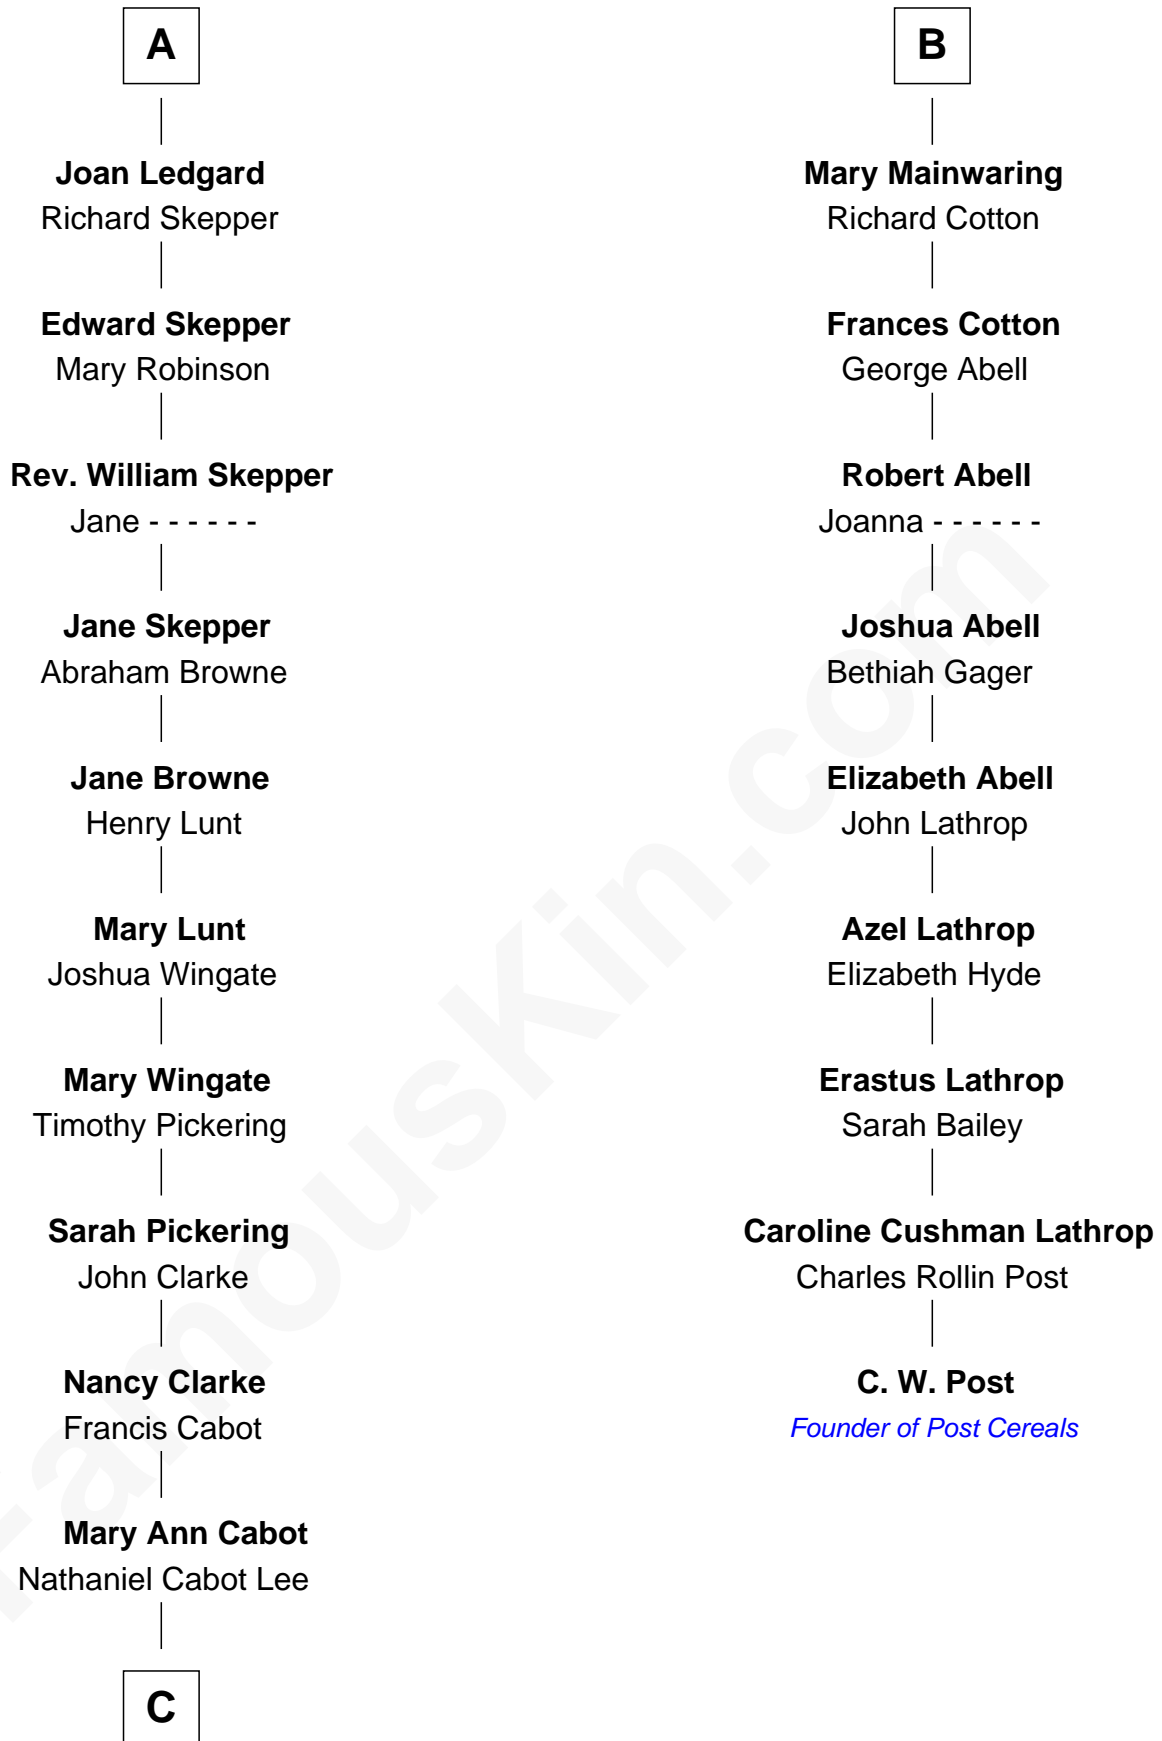 A
Joan Ledgard
Richard Skepper
Edward Skepper
Mary Robinson
Rev. William Skepper
Jane - - - - - -
Jane Skepper
Abraham Browne
Jane Browne
Henry Lunt
Mary Lunt
Joshua Wingate
Mary Wingate
Timothy Pickering
Sarah Pickering
John Clarke
Nancy Clarke
Francis Cabot
Mary Ann Cabot
Nathaniel Cabot Lee
C
B
Mary Mainwaring
Richard Cotton
Frances Cotton
George Abell
Robert Abell
Joanna - - - - - -
Joshua Abell
Bethiah Gager
Elizabeth Abell
John Lathrop
Azel Lathrop
Elizabeth Hyde
Erastus Lathrop
Sarah Bailey
Caroline Cushman Lathrop
Charles Rollin Post
C. W. Post
Founder of Post Cereals
FamousKin.com